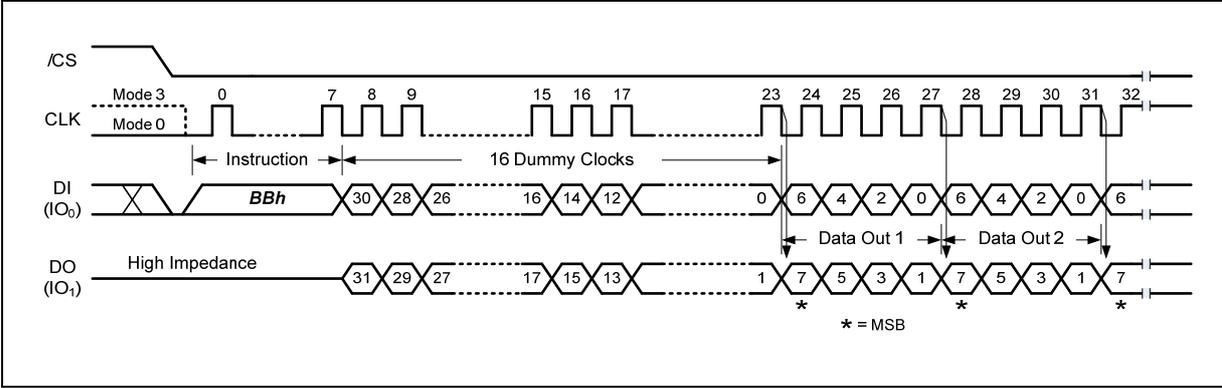 /CS
Mode 3 0 7 8 9 15 16 17 23 24 25 26 27 28 29 30 31 32
CLK
Mode 0
Instruction 16 Dummy Clocks
DI
(IO0) BBh 30 28 26 16 14 12 0 6 4 2 0 6 4 2 0 6
Data Out 1 Data Out 2
DO High Impedance
(IO1) 31 29 27 17 15 13 1 7 5 3 1 7 5 3 1 7
* * *
* = MSB